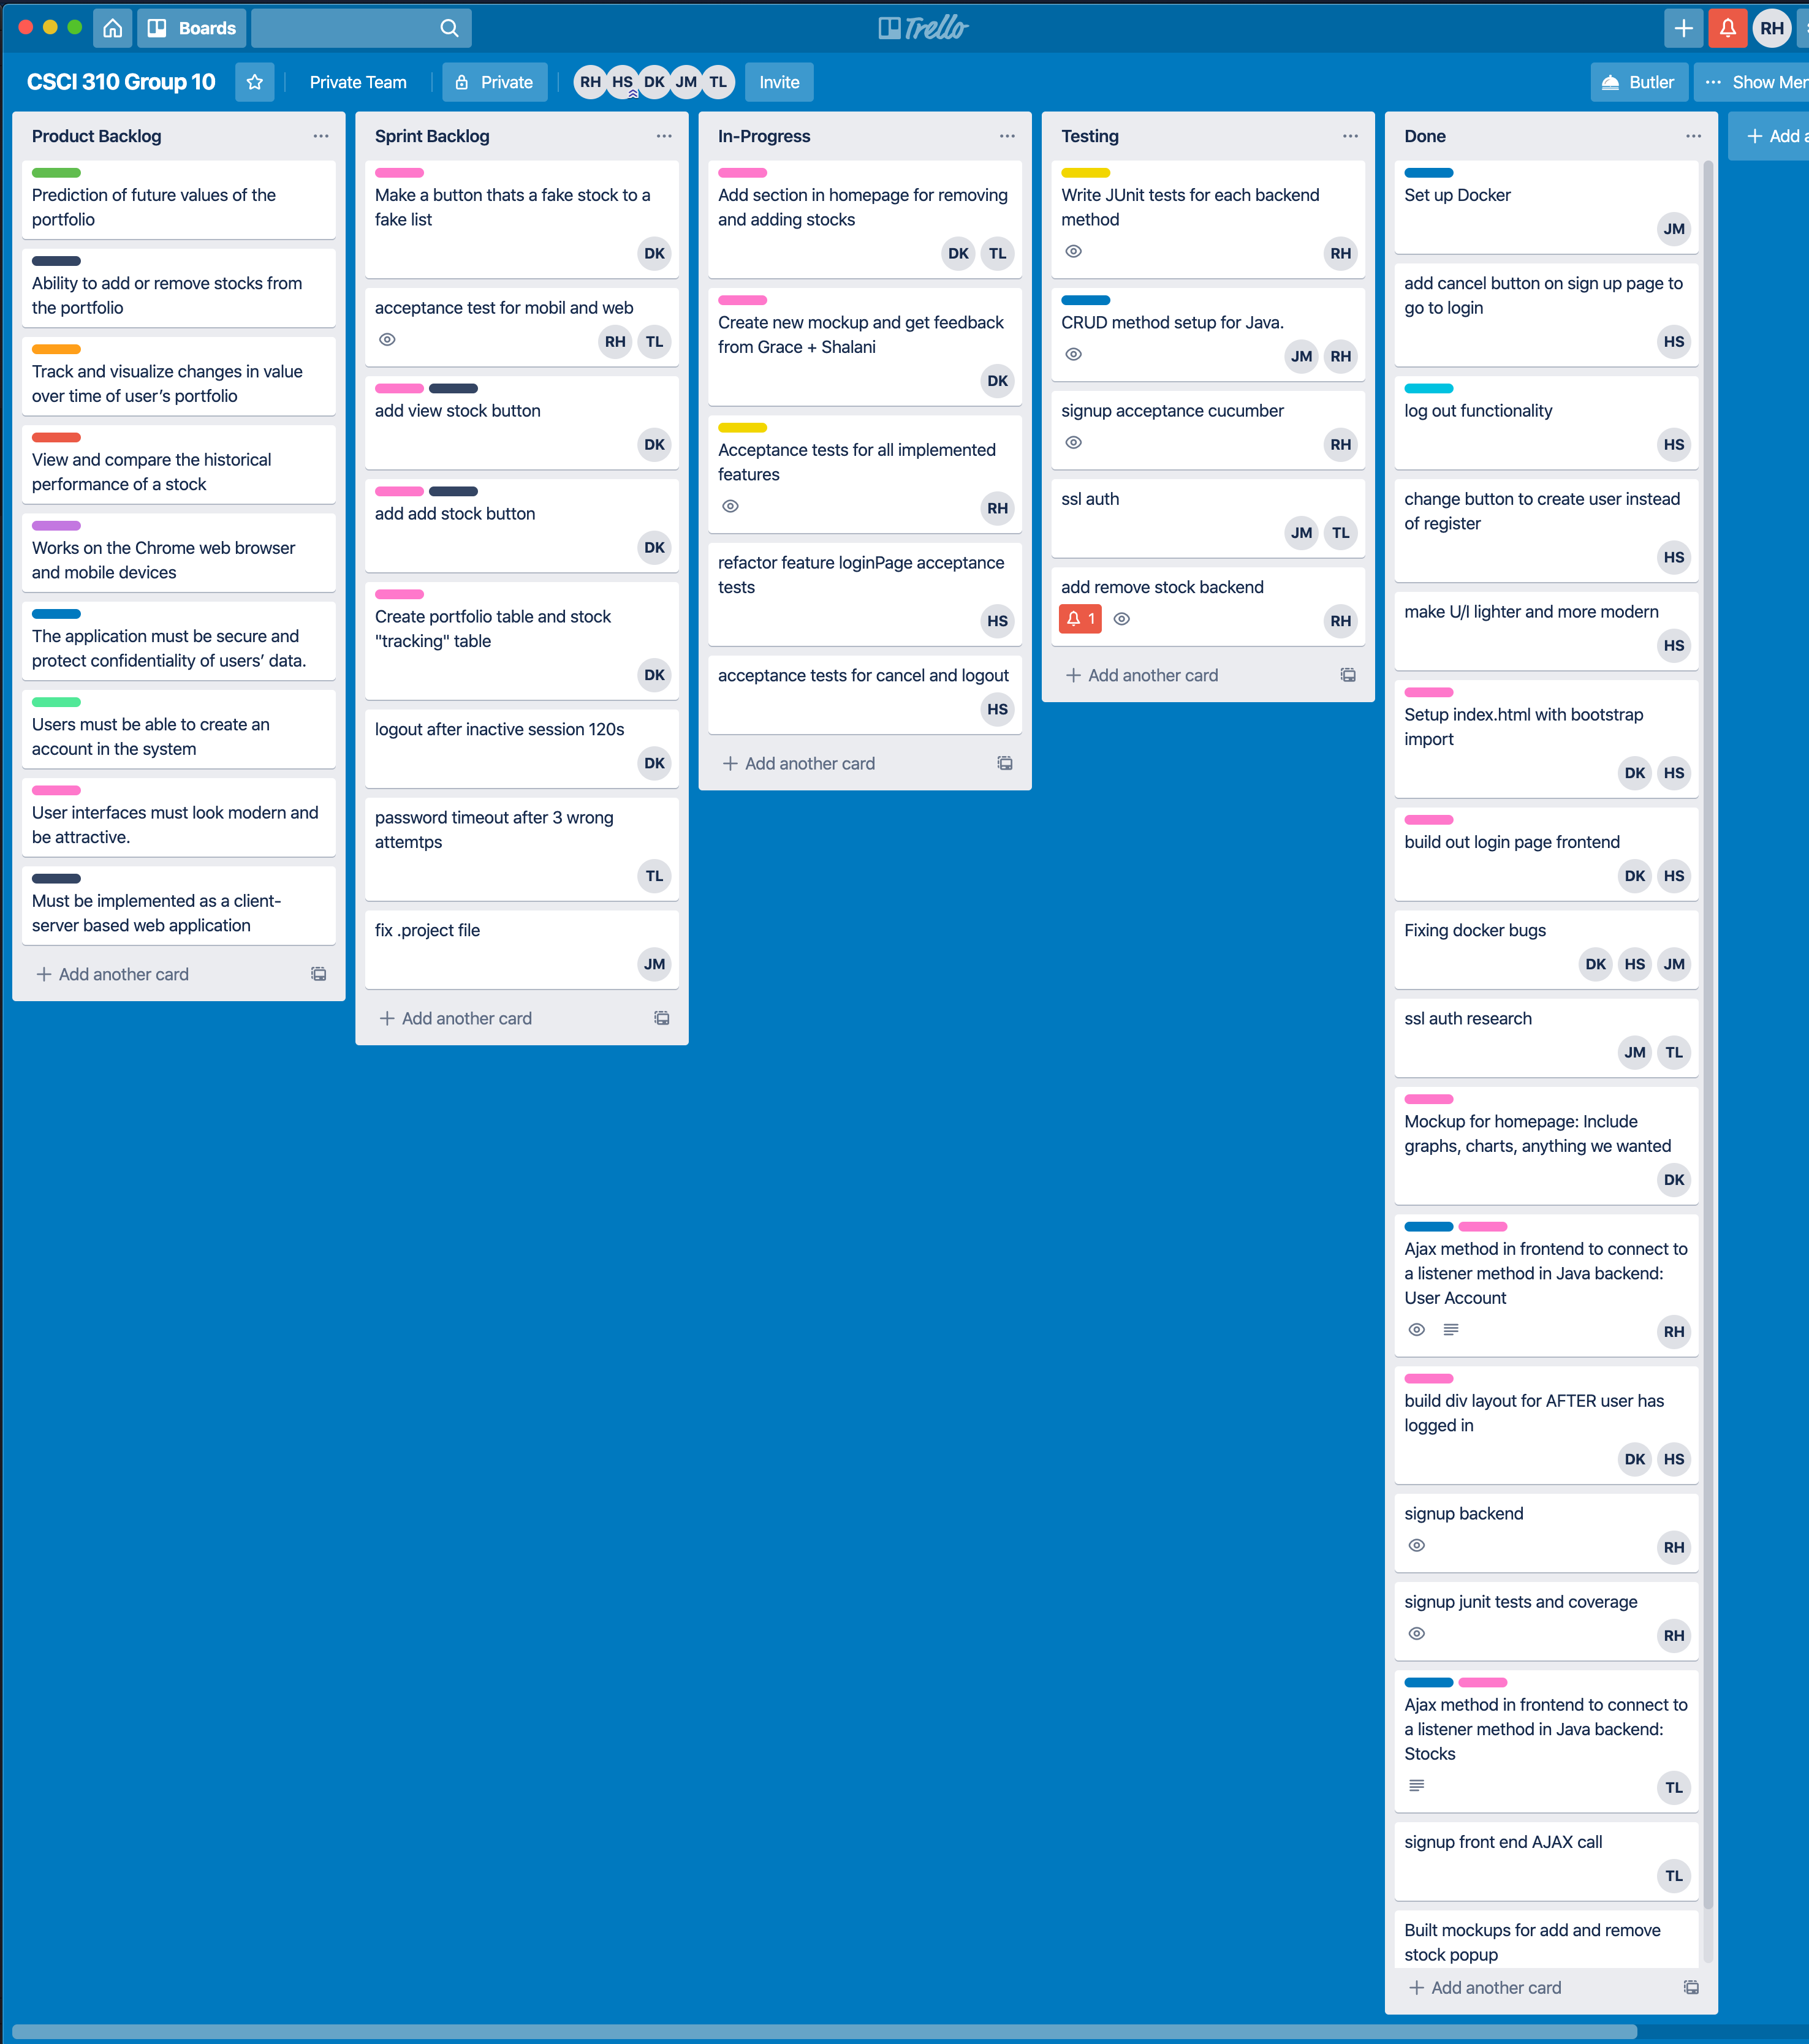 Boards
Trello
RH
CSCI 310 Group 10
Private Team
Private
RH HS DK JM TL
Invite
Butler
Show Mer
Product Backlog
Prediction of future values of the
portfolio
Ability to add or remove stocks from
the portfolio
Track and visualize changes in value
over time of user’s portfolio
View and compare the historical
performance of a stock
Works on the Chrome web browser
and mobile devices
The application must be secure and
protect confidentiality of users’ data.
Users must be able to create an
account in the system
User interfaces must look modern and
be attractive.
Must be implemented as a client-
server based web application
Add another card
Sprint Backlog
Make a button thats a fake stock to a
fake list
DK
acceptance test for mobil and web
RH TL
add view stock button
DK
add add stock button
DK
Create portfolio table and stock
"tracking" table
DK
logout after inactive session 120s
DK
password timeout after 3 wrong
attemtps
TL
fix .project file
JM
Add another card
In-Progress
Add section in homepage for removing
and adding stocks
DK TL
Create new mockup and get feedback
from Grace + Shalani
DK
Acceptance tests for all implemented
features
RH
refactor feature loginPage acceptance
tests
HS
acceptance tests for cancel and logout
HS
Add another card
Testing
Write JUnit tests for each backend
method
RH
CRUD method setup for Java.
JM RH
signup acceptance cucumber
RH
ssl auth
JM TL
add remove stock backend
1
RH
Add another card
Done
Set up Docker
JM
add cancel button on sign up page to
go to login
HS
log out functionality
HS
change button to create user instead
of register
HS
make U/I lighter and more modern
HS
Setup index.html with bootstrap
import
DK HS
build out login page frontend
DK HS
Fixing docker bugs
DK HS JM
ssl auth research
JM TL
Mockup for homepage: Include
graphs, charts, anything we wanted
DK
Ajax method in frontend to connect to
a listener method in Java backend:
User Account
RH
build div layout for AFTER user has
logged in
DK HS
signup backend
RH
signup junit tests and coverage
RH
Ajax method in frontend to connect to
a listener method in Java backend:
Stocks
TL
signup front end AJAX call
TL
Built mockups for add and remove
stock popup
Add another card
Add a